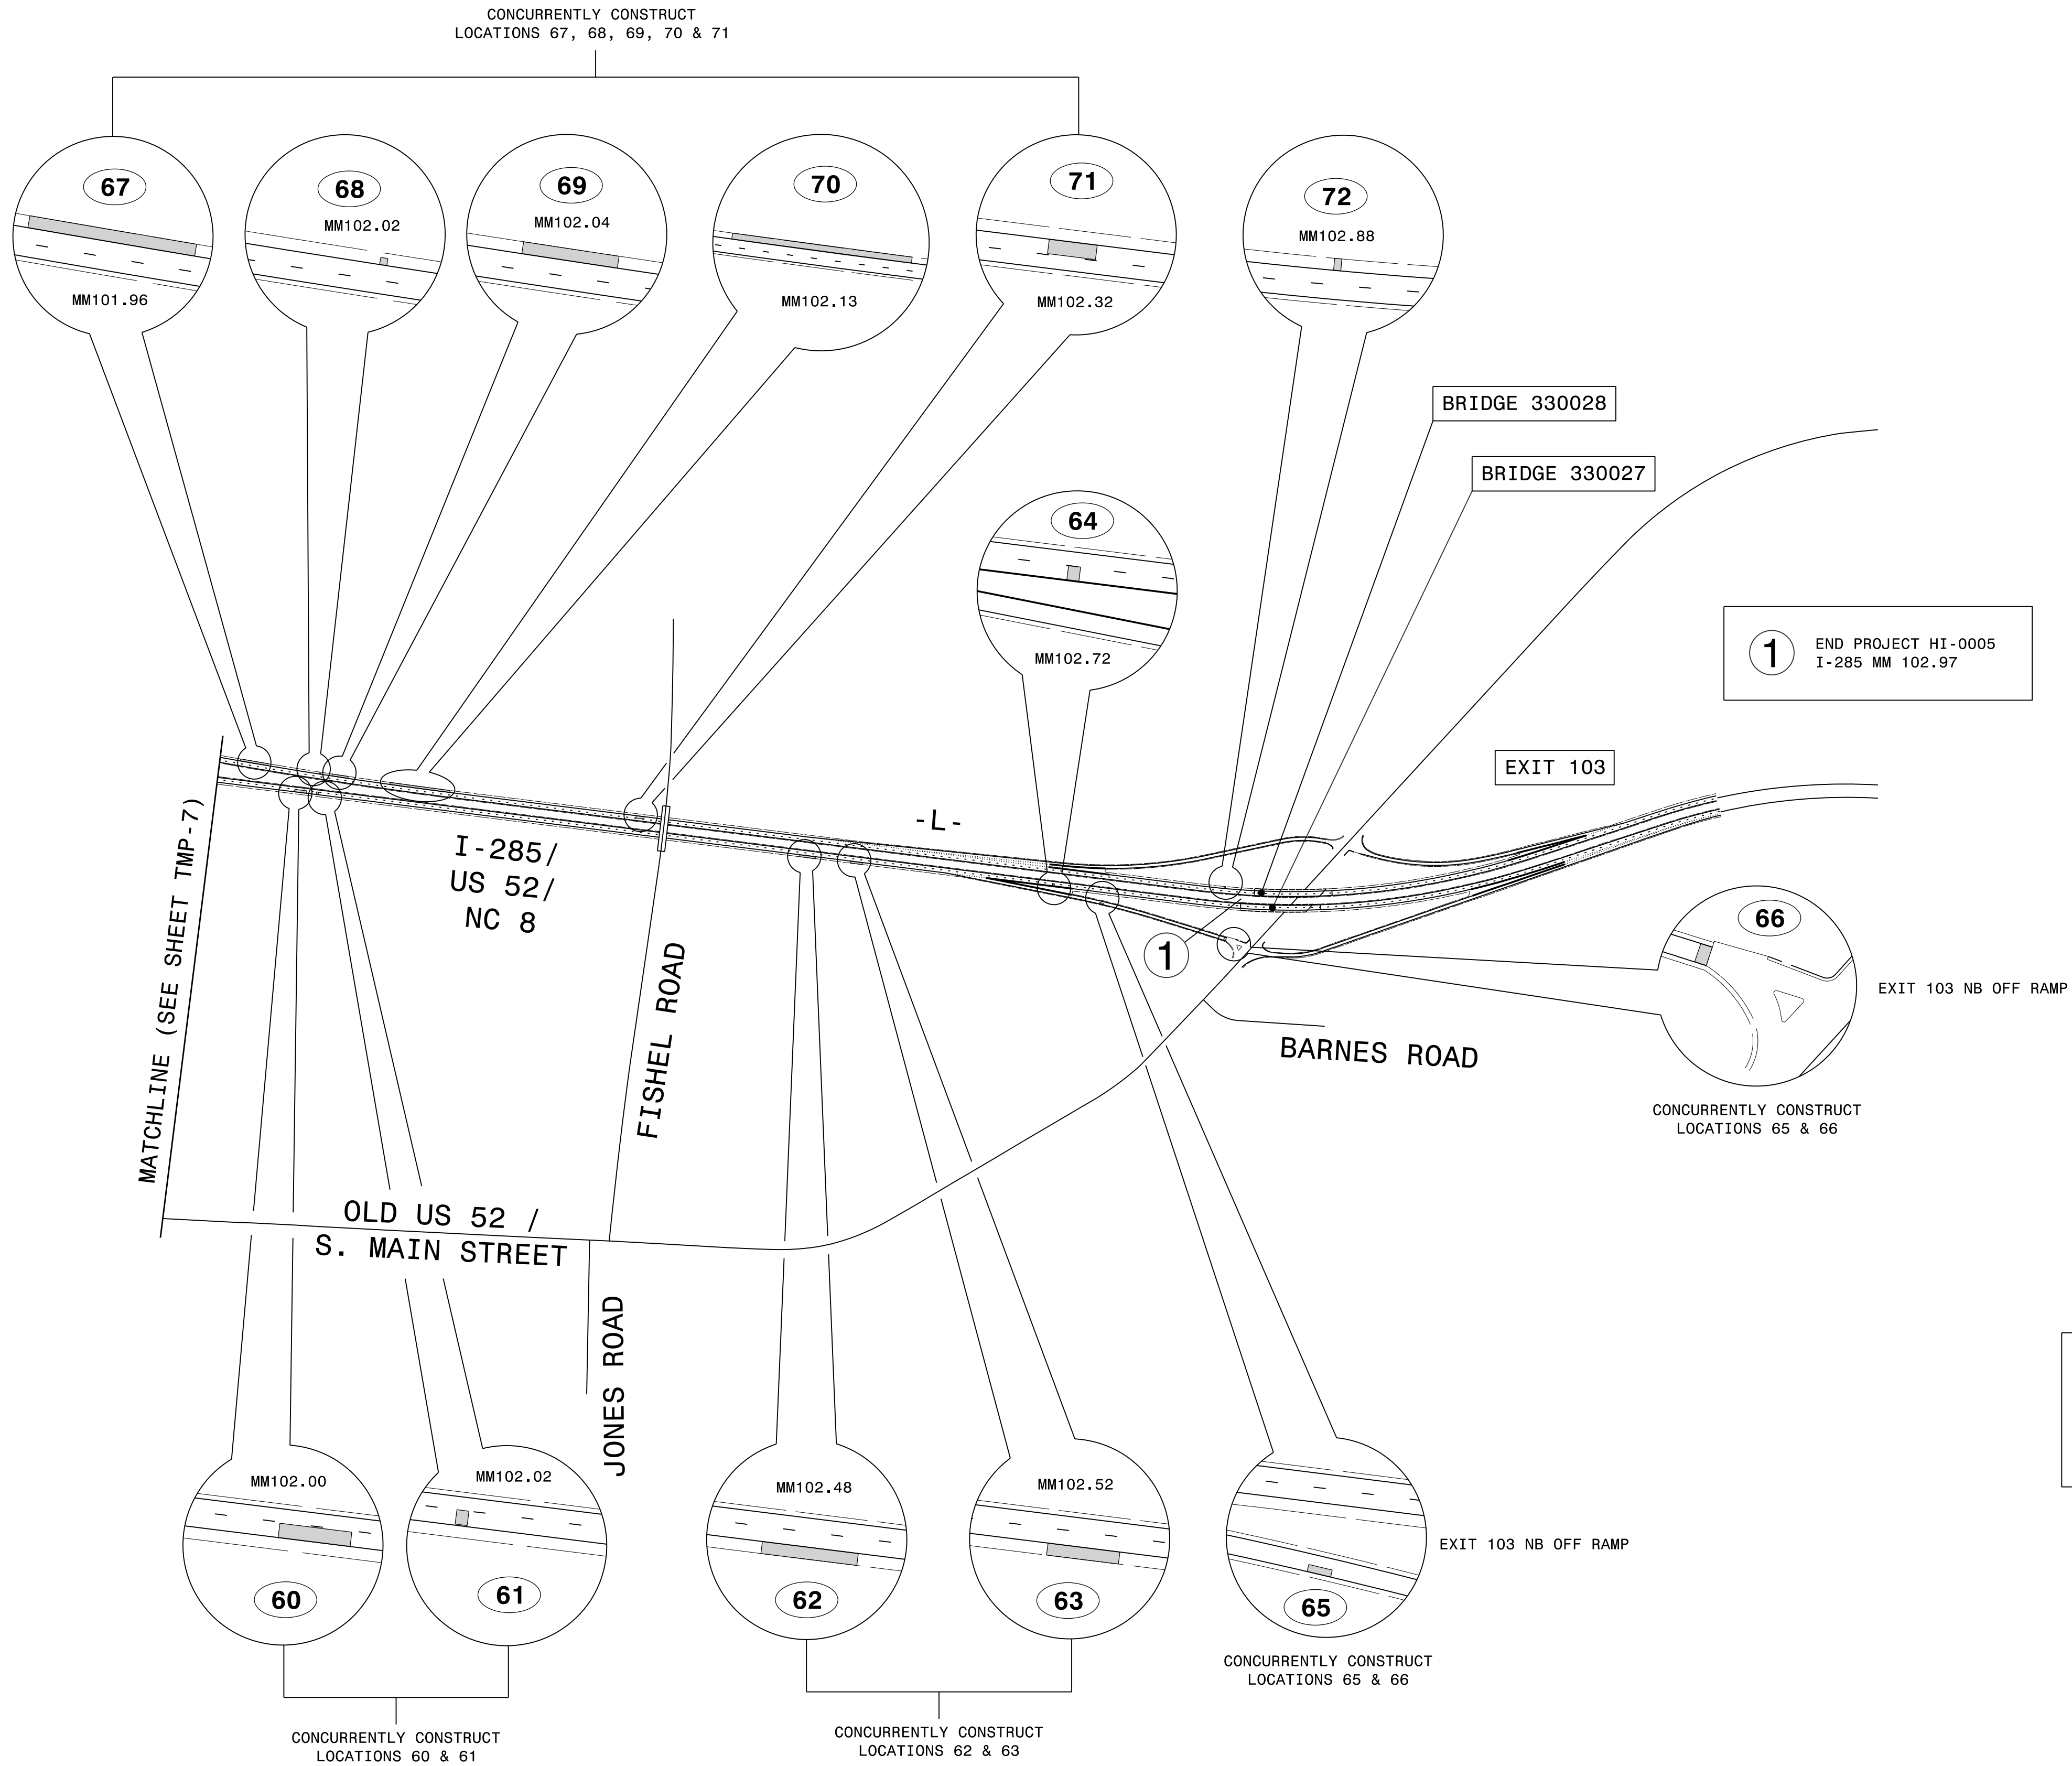 CONCURRENTLY CONSTRUCT
LOCATIONS 67, 68, 69, 70 & 71
67
MM101.96
68
MM102.02
69
MM102.04
70
MM102.13
71
MM102.32
72
MM102.88
BRIDGE 330028
BRIDGE 330027
64
MM102.72
1
END PROJECT HI-0005
I-285 MM 102.97
EXIT 103
-L-
I-285/
US 52/
NC 8
MATCHLINE (SEE SHEET TMP-7)
FISHEL ROAD
1
66
EXIT 103 NB OFF RAMP
CONCURRENTLY CONSTRUCT
LOCATIONS 65 & 66
BARNES ROAD
OLD US 52 /
S. MAIN STREET
JONES ROAD
MM102.00
60
MM102.02
61
CONCURRENTLY CONSTRUCT
LOCATIONS 60 & 61
MM102.48
62
MM102.52
63
CONCURRENTLY CONSTRUCT
LOCATIONS 62 & 63
65
EXIT 103 NB OFF RAMP
CONCURRENTLY CONSTRUCT
LOCATIONS 65 & 66